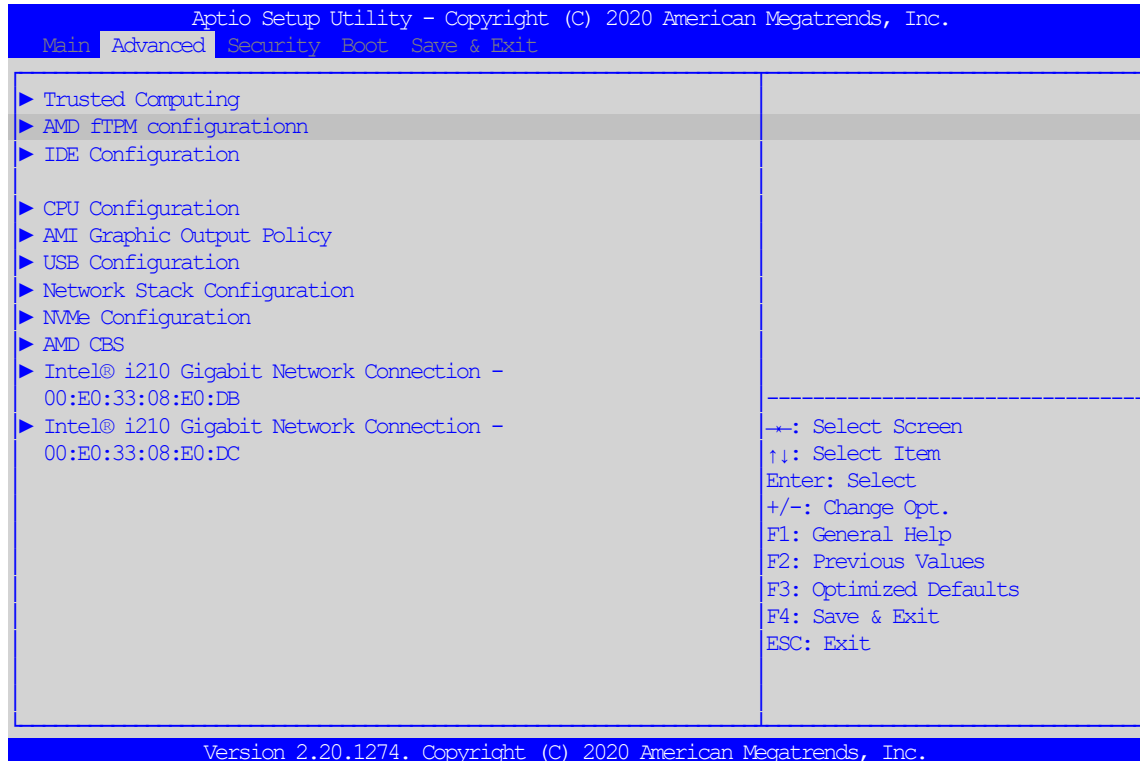 Aptio Setup Utility - Copyright (C) 2020 American Megatrends, Inc.
Main Advanced Security Boot Save & Exit
► Trusted Computing
► AMD fTPM configurationn
► IDE Configuration
► CPU Configuration
► AMI Graphic Output Policy
► USB Configuration
► Network Stack Configuration
► NVMe Configuration
► AMD CBS
► Intel® i210 Gigabit Network Connection -
00:E0:33:08:E0:DB
► Intel® i210 Gigabit Network Connection -
00:E0:33:08:E0:DC
→←: Select Screen
↑↓: Select Item
Enter: Select
+/-: Change Opt.
F1: General Help
F2: Previous Values
F3: Optimized Defaults
F4: Save & Exit
ESC: Exit
Version 2.20.1274. Copyright (C) 2020 American Megatrends, Inc.